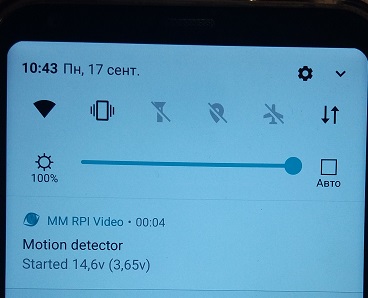 10:43 Пн, 17 сент.
100%
Авто
MM RPI Video • 00:04
Motion detector
Started 14,6v (3,65v)